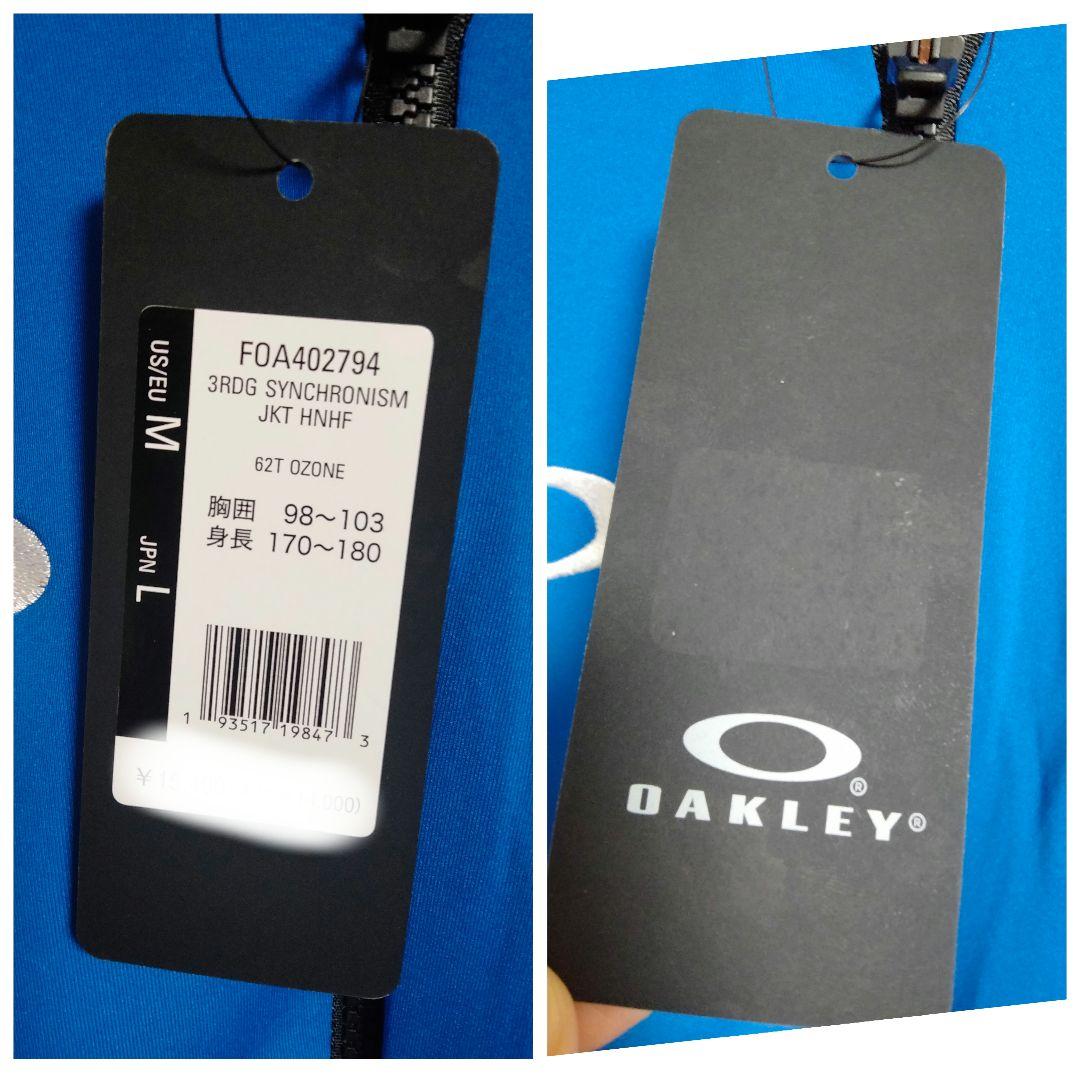 US/EU M
JPN L
FOA402794
3RDG SYNCHRONISM
JKT HNHF
62T OZONE
胸囲 98～103
身長 170～180
1 93517 19847 3
OAKLEY®